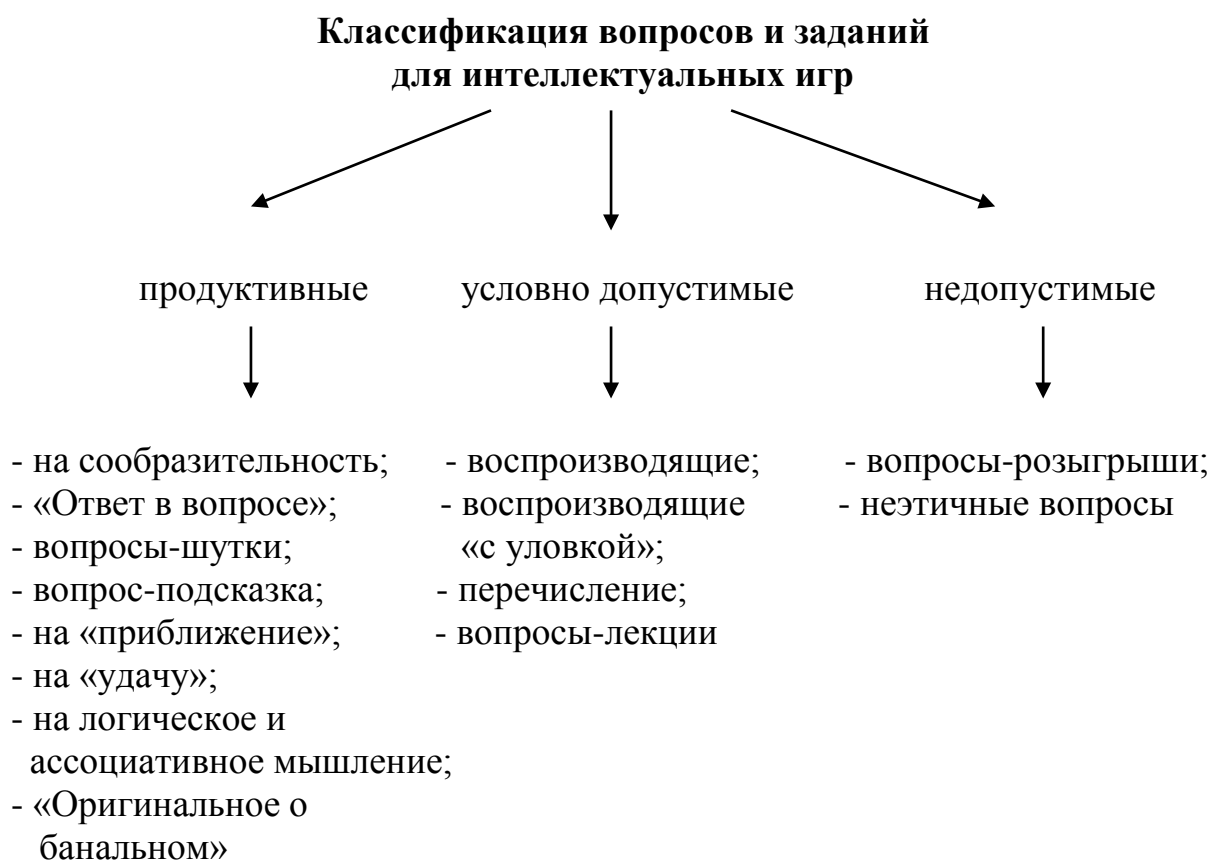 Классификация вопросов и заданий
для интеллектуальных игр
продуктивные
условно допустимые
недопустимые
- на сообразительность;
- «Ответ в вопросе»;
- вопросы-шутки;
- вопрос-подсказка;
- на «приближение»;
- на «удачу»;
- на логическое и
ассоциативное мышление;
- «Оригинальное о
банальном»
- воспроизводящие;
- воспроизводящие
«с уловкой»;
- перечисление;
- вопросы-лекции
- вопросы-розыгрыши;
- неэтичные вопросы